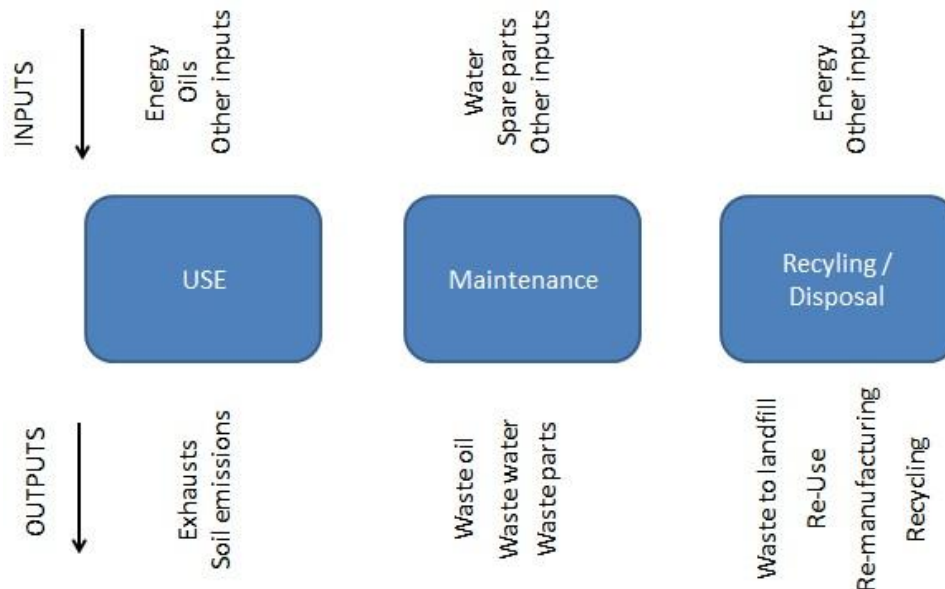 INPUTS
Energy
Oils
Other inputs
Water
Spare parts
Other inputs
Energy
Other inputs
USE
Maintenance
Recyling /
Disposal
OUTPUTS
Exhausts
Soil emissions
Waste oil
Waste water
Waste parts
Waste to landfill
Re-Use
Re-manufacturing
Recycling